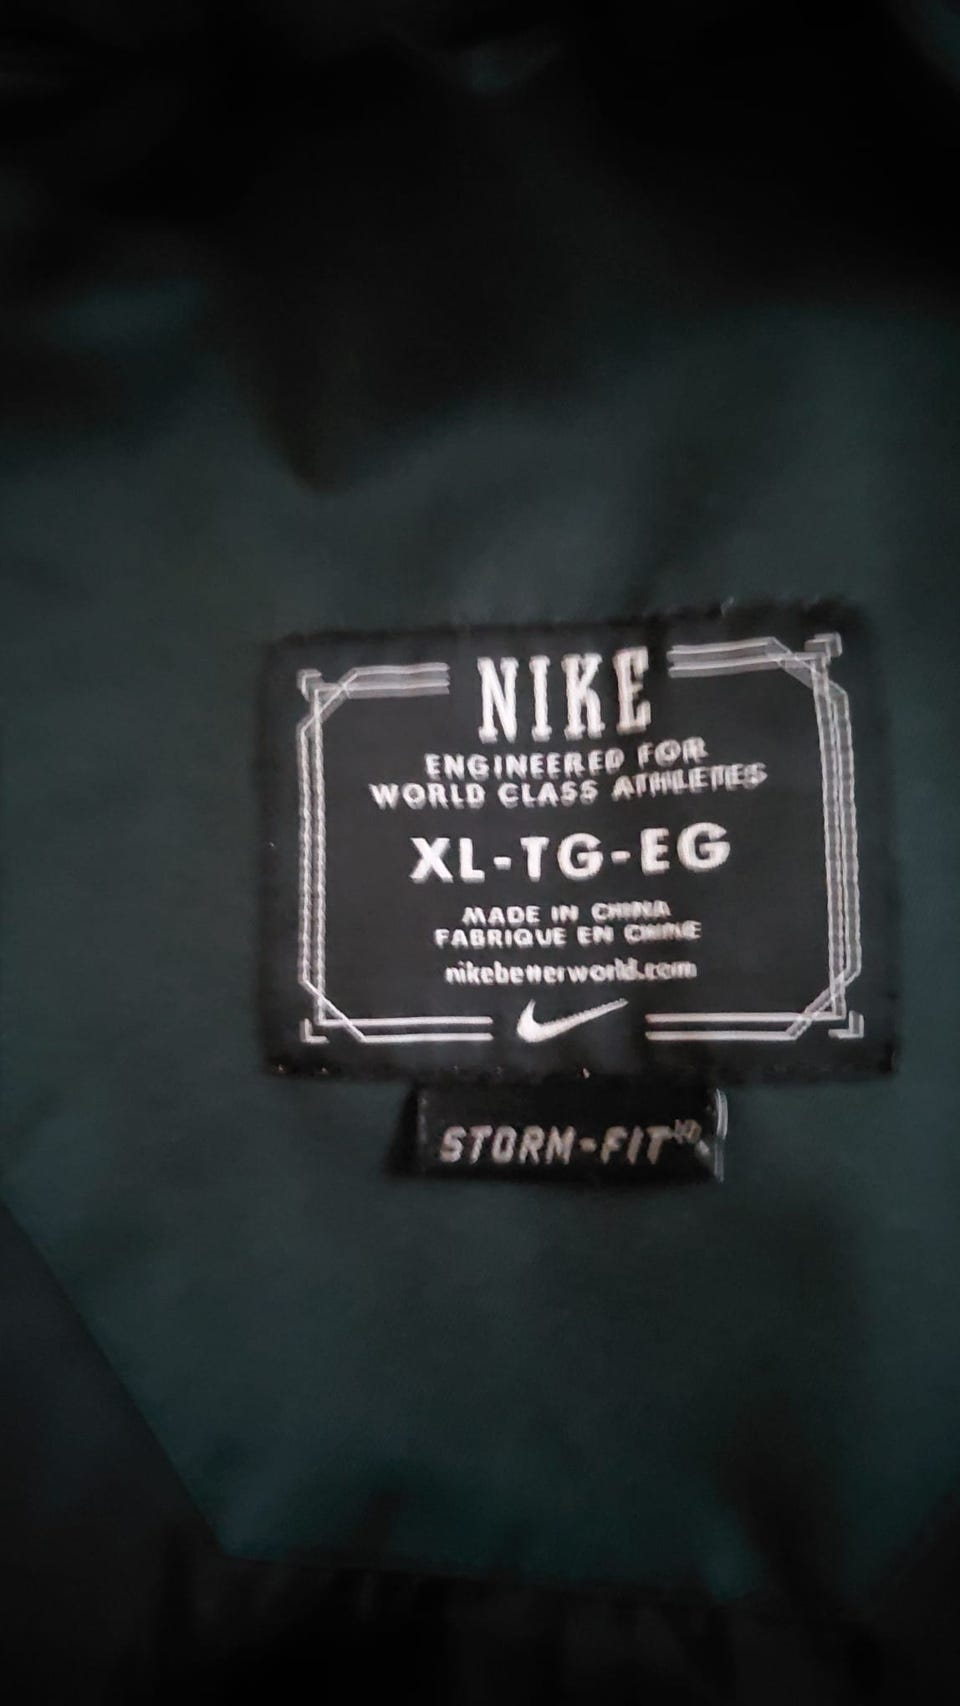 NIKE
ENGINEERED FOR
WORLD CLASS ATHLETES
XL-TG-EG
MADE IN CHINA
FABRIQUE EN CHINE
nikebetterworld.com
STORM-FIT